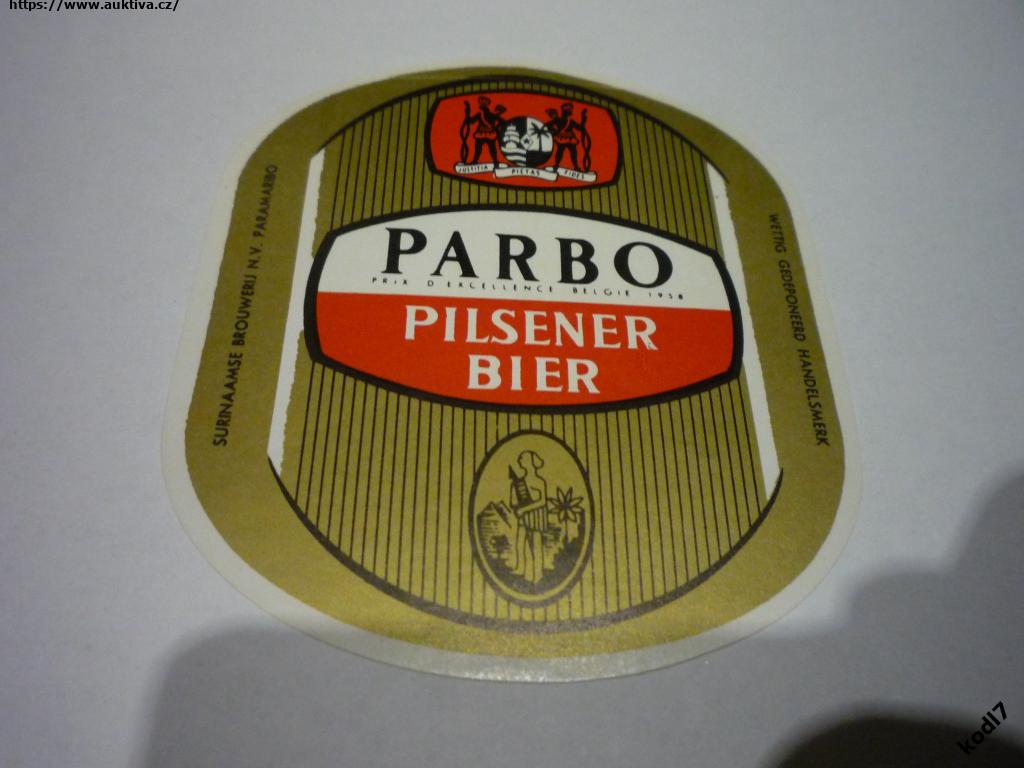 https://www.auktiva.cz/
JUSTITIA PIETAS FIDES
PARBO
PRIX D'EXCELLENCE BELGIE 1958
PILSENER
BIER
SURINAAMSE BROUWERIJ N.V. PARAMARBO
WETTIG GEDEPONEERD HANDELSMERK
kodl7